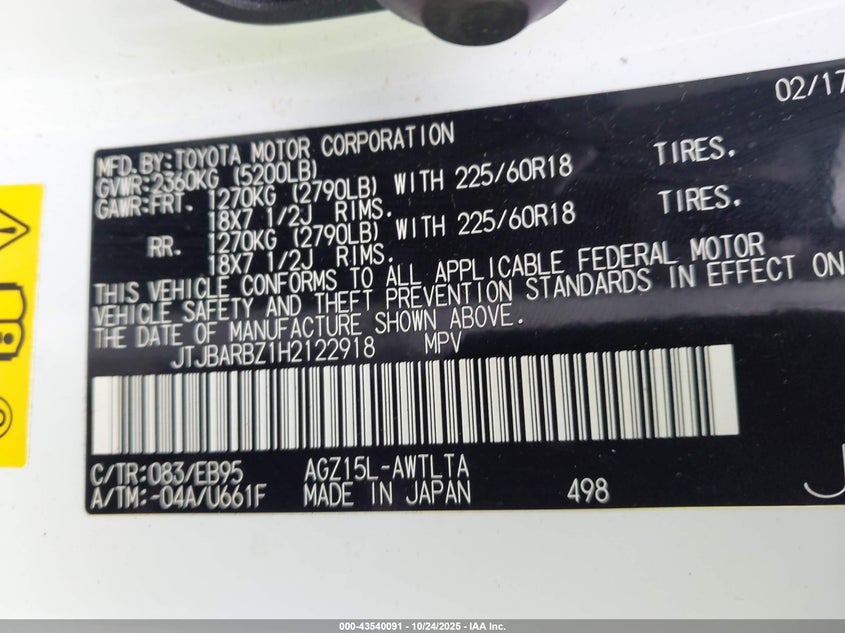 02/17
MFD.BY:TOYOTA MOTOR CORPORATION
GVWR:2360KG (5200LB)
GAWR:FRT. 1270KG (2790LB) WITH 225/60R18 TIRES.
18X7 1/2J RIMS.
RR. 1270KG (2790LB) WITH 225/60R18 TIRES.
18X7 1/2J RIMS.
THIS VEHICLE CONFORMS TO ALL APPLICABLE FEDERAL MOTOR
VEHICLE SAFETY AND THEFT PREVENTION STANDARDS IN EFFECT ON
THE DATE OF MANUFACTURE SHOWN ABOVE.
JTJBARBZ1H2122918 MPV
C/TR:083/EB95 AGZ15L-AWTLTA
A/TM:-04A/U661F MADE IN JAPAN 498
000-43540091 - 10/24/2025 - IAA Inc.